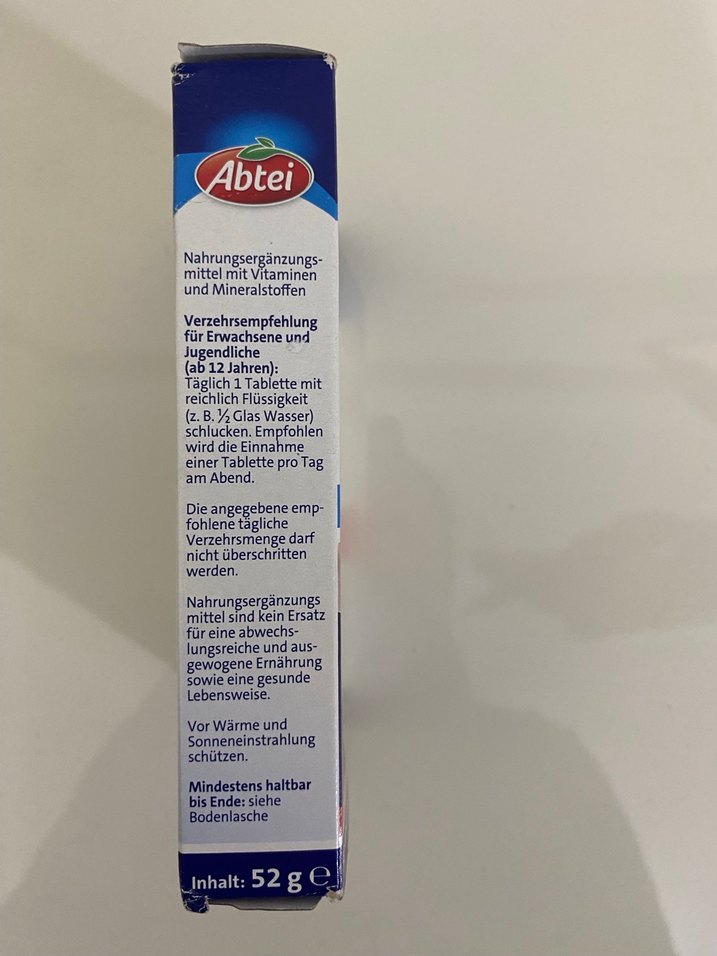 Abtei
Nahrungsergänzungs-
mittel mit Vitaminen
und Mineralstoffen
Verzehrsempfehlung
für Erwachsene und
Jugendliche
(ab 12 Jahren):
Täglich 1 Tablette mit
reichlich Flüssigkeit
(z. B. ½ Glas Wasser)
schlucken. Empfohlen
wird die Einnahme
einer Tablette pro Tag
am Abend.
Die angegebene emp-
fohlene tägliche
Verzehrsmenge darf
nicht überschritten
werden.
Nahrungsergänzungs
mittel sind kein Ersatz
für eine abwechs-
lungsreiche und aus-
gewogene Ernährung
sowie eine gesunde
Lebensweise.
Vor Wärme und
Sonneneinstrahlung
schützen.
Mindestens haltbar
bis Ende: siehe
Bodenlasche
Inhalt: 52 g ℮